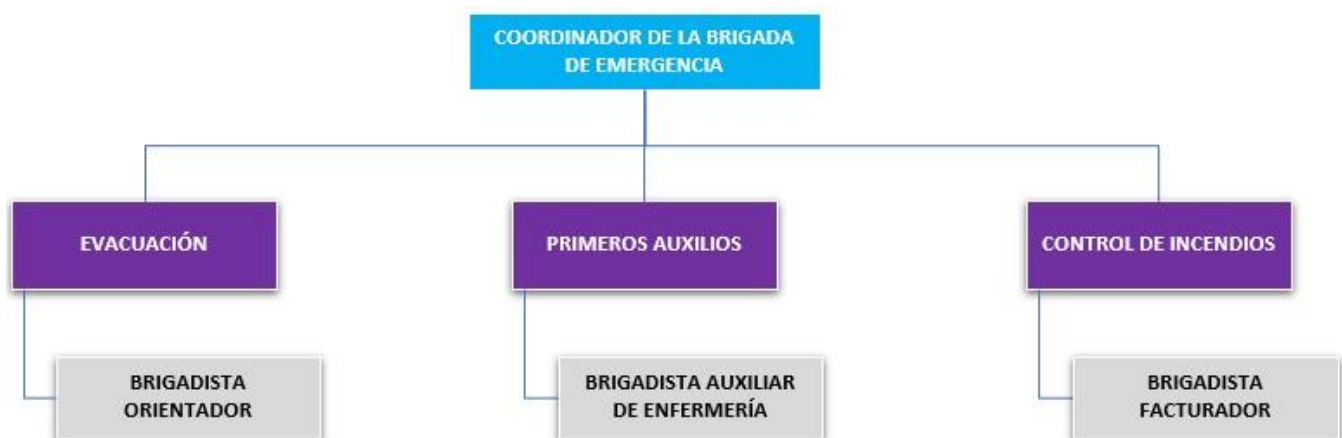 COORDINADOR DE LA BRIGADA
DE EMERGENCIA
EVACUACIÓN
PRIMEROS AUXILIOS
CONTROL DE INCENDIOS
BRIGADISTA
ORIENTADOR
BRIGADISTA AUXILIAR
DE ENFERMERÍA
BRIGADISTA
FACTURADOR